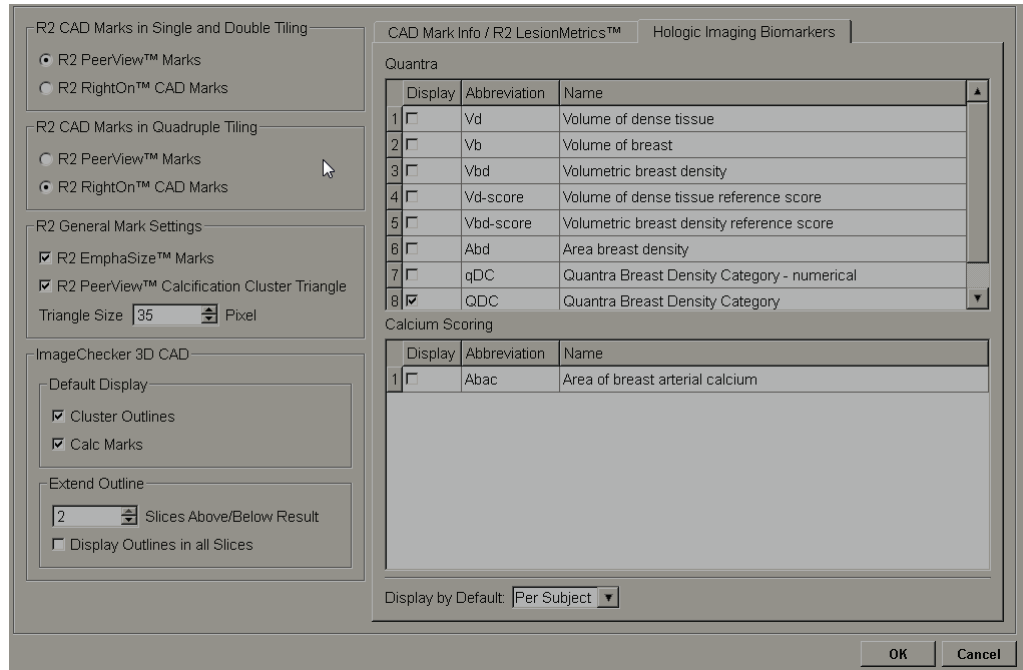 R2 CAD Marks in Single and Double Tiling
R2 PeerView™ Marks
R2 RightOn™ CAD Marks
R2 CAD Marks in Quadruple Tiling
R2 PeerView™ Marks
R2 RightOn™ CAD Marks
R2 General Mark Settings
R2 EmphaSize™ Marks
R2 PeerView™ Calcification Cluster Triangle
Triangle Size 35 Pixel
ImageChecker 3D CAD
Default Display
Cluster Outlines
Calc Marks
Extend Outline
2 Slices Above/Below Result
Display Outlines in all Slices
CAD Mark Info / R2 LesionMetrics™ Hologic Imaging Biomarkers
Quantra
Display Abbreviation Name
1 Vd Volume of dense tissue
2 Vb Volume of breast
3 Vbd Volumetric breast density
4 Vd-score Volume of dense tissue reference score
5 Vbd-score Volumetric breast density reference score
6 Abd Area breast density
7 qDC Quantra Breast Density Category - numerical
8 QDC Quantra Breast Density Category
Calcium Scoring
Display Abbreviation Name
1 Abac Area of breast arterial calcium
Display by Default: Per Subject
OK Cancel